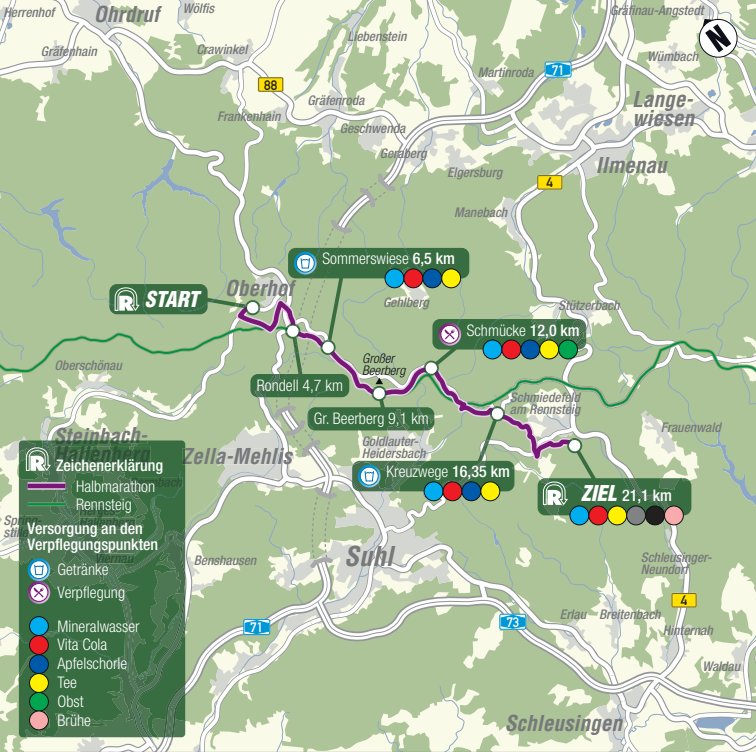 Herrenhof
Ohrdruf
Wölfis
Gräfenhain
Crawinkel
Liebenstein
Gräfinau-Angstedt
N
Wümbach
71
Martinroda
88
Gräfenroda
Lange-
wiesen
Frankenhain
Geschwenda
Geraberg
Elgersburg
Ilmenau
4
Manebach
Sommerswiese 6,5 km
Oberhof
R START
Gehlberg
Stützerbach
Schmücke 12,0 km
Oberschönau
Großer
Beerberg
Rondell 4,7 km
Gr. Beerberg 9,1 km
Schmiedefeld
am Rennsteig
Frauenwald
Steinbach-
Hallenberg
Zella-Mehlis
Goldlauter-
Heidersbach
Kreuzwege 16,35 km
R ZIEL 21,1 km
R Zeichenerklärung
Halbmarathon
Rennsteig
Versorgung an den
Verpflegungspunkten
Getränke
Verpflegung
Mineralwasser
Vita Cola
Apfelschorle
Tee
Obst
Brühe
Viernau
Benshausen
Suhl
Schleusinger-
Neundorf
71
73
4
Erlau
Breitenbach
Hinternah
Waldau
Schleusingen